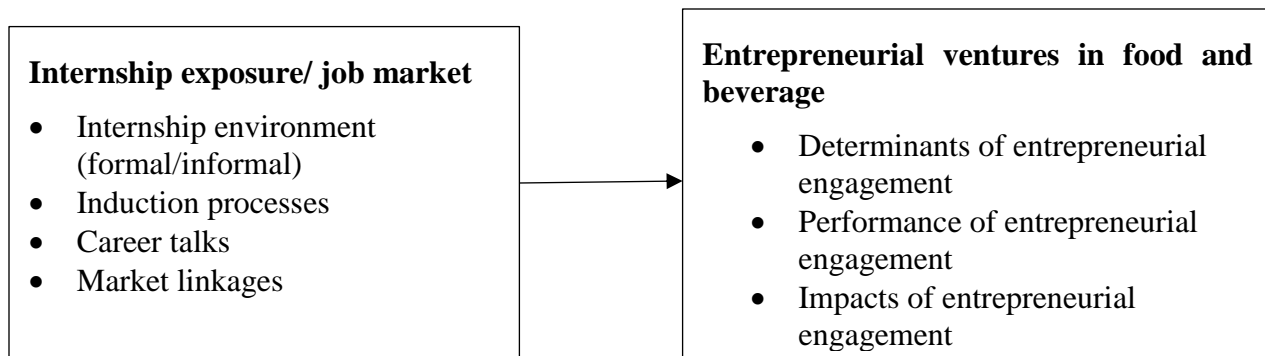 Internship exposure/ job market
• Internship environment
(formal/informal)
• Induction processes
• Career talks
• Market linkages
Entrepreneurial ventures in food and
beverage
• Determinants of entrepreneurial
engagement
• Performance of entrepreneurial
engagement
• Impacts of entrepreneurial
engagement